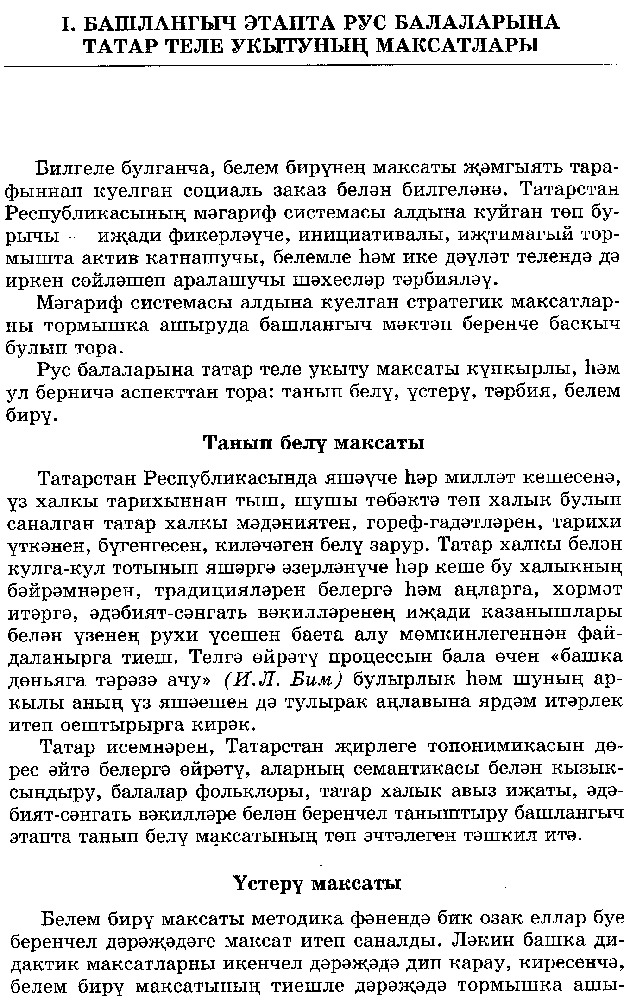 I. БАШЛАНГЫЧ ЭТАПТА РУС БАЛАЛАРЫНА
ТАТАР ТЕЛЕ УКЫТУНЫҢ МАКСАТЛАРЫ
Билгеле булганча, белем бирүнең максаты җәмгыять тара-
фыннан куелган социаль заказ белән билгеләнә. Татарстан
Республикасының мәгариф системасы алдына куйган төп бу-
рычы — иҗади фикерләүче, инициативалы, иҗтимагый тор-
мышта актив катнашучы, белемле һәм ике дәүләт телендә дә
иркен сөйләшеп аралашучы шәхесләр тәрбияләү.
Мәгариф системасы алдына куелган стратегик максатлар-
ны тормышка ашыруда башлангыч мәктәп беренче баскыч
булып тора.
Рус балаларына татар теле укыту максаты күпкырлы, һәм
ул берничә аспекттан тора: танып белү, үстерү, тәрбия, белем
бирү.
Танып белү максаты
Татарстан Республикасында яшәүче һәр милләт кешесенә,
үз халкы тарихыннан тыш, шушы төбәктә төп халык булып
саналган татар халкы мәдәниятен, гореф-гадәтләрен, тарихи
үткәнен, бүгенгесен, киләчәген белү зарур. Татар халкы белән
кулга-кул тотынып яшәргә әзерләнүче һәр кеше бу халыкның
бәйрәмнәрен, традицияләрен белергә һәм аңларга, хөрмәт
итәргә, әдәбият-сәнгать вәкилләренең иҗади казанышлары
белән үзенең рухи үсешен баета алу мөмкинлегеннән фай-
даланырга тиеш. Телгә өйрәтү процессын бала өчен «башка
дөньяга тәрәзә ачу» (И.Л. Бим) булырлык һәм шуның ар-
кылы аның үз яшәешен дә тулырак аңлавына ярдәм итәрлек
итеп оештырырга кирәк.
Татар исемнәрен, Татарстан җирлеге топонимикасын дө-
рес әйтә белергә өйрәтү, аларның семантикасы белән кызык-
сындыру, балалар фольклоры, татар халык авыз иҗаты, әдә-
бият-сәнгать вәкилләре белән беренчел таныштыру башлангыч
этапта танып белү максатының төп эчтәлеген тәшкил итә.
Үстерү максаты
Белем бирү максаты методика фәнендә бик озак еллар буе
беренчел дәрәҗәдәге максат итеп саналды. Ләкин башка ди-
дактик максатларны икенчел дәрәҗәдә дип карау, киресенчә,
белем бирү максатының тиешле дәрәҗәдә тормышка ашы-